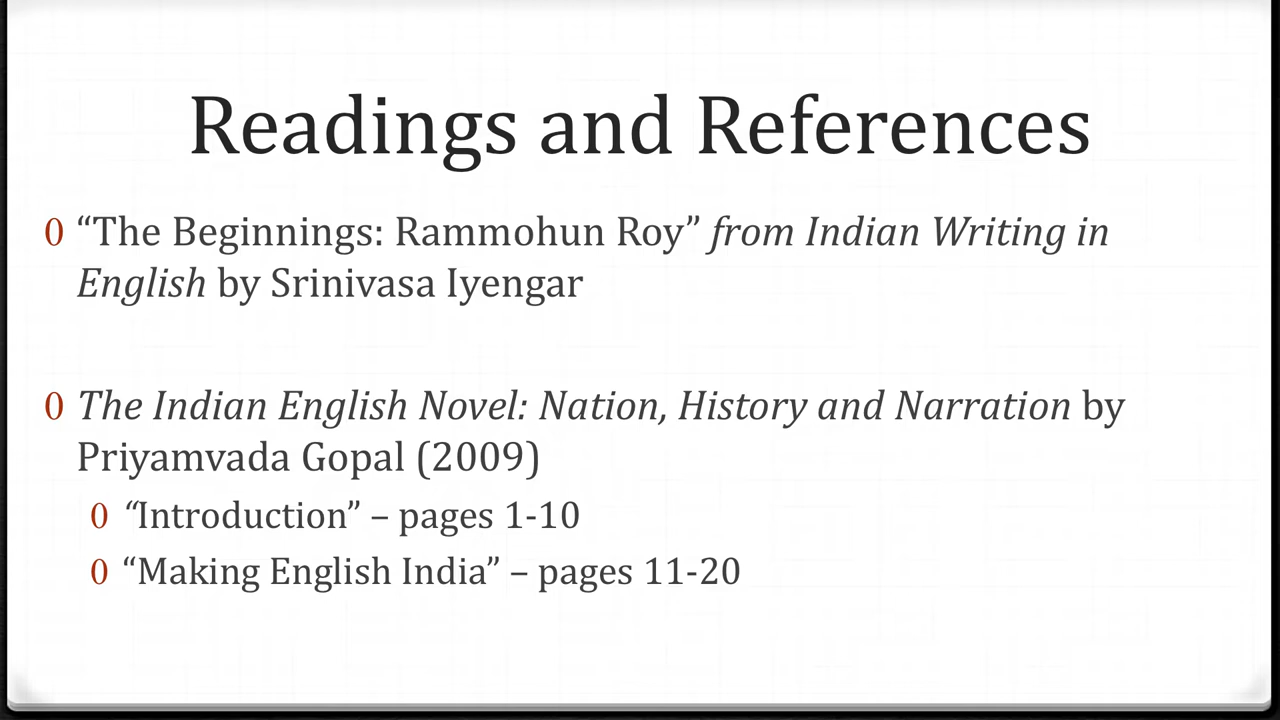 Readings and References
0 “The Beginnings: Rammohun Roy” from Indian Writing in
English by Srinivasa Iyengar
0 The Indian English Novel: Nation, History and Narration by
Priyamvada Gopal (2009)
0 “Introduction” – pages 1-10
0 “Making English India” – pages 11-20